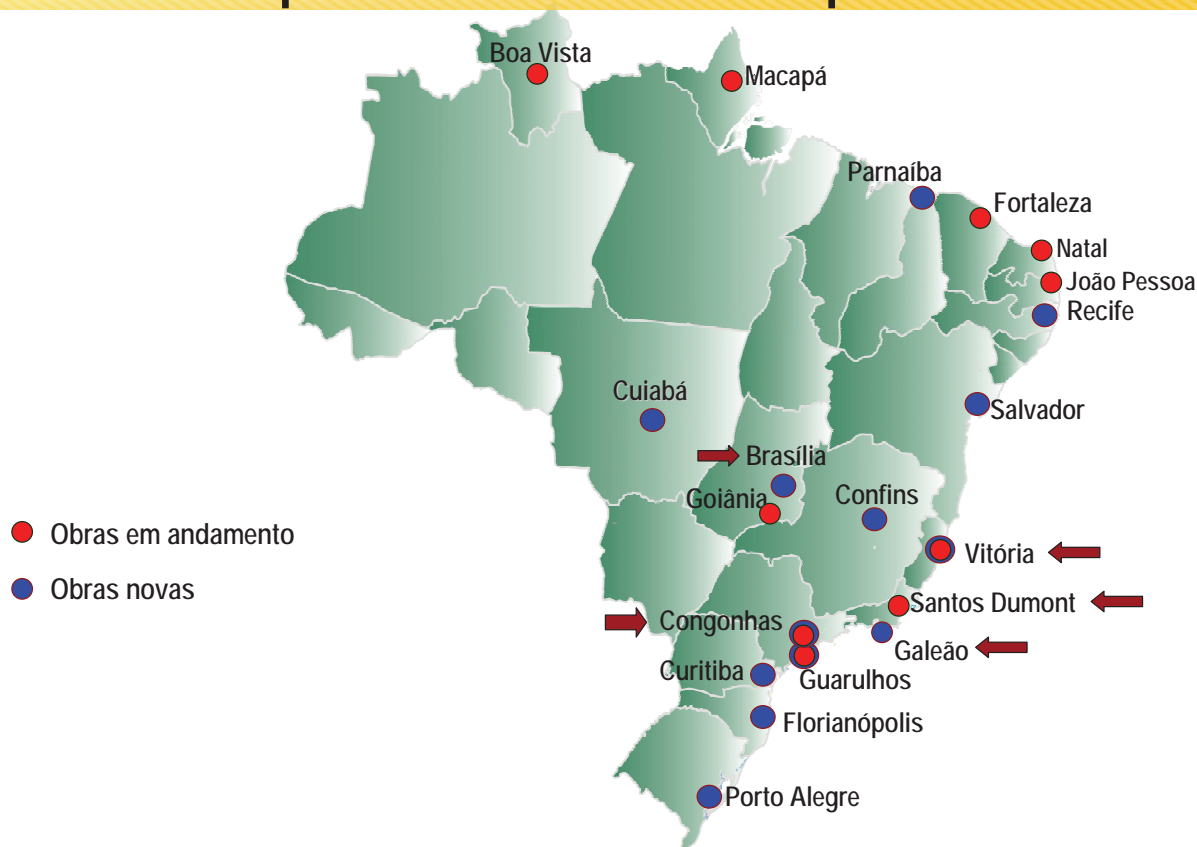 Boa Vista
Macapá
Parnaíba
Fortaleza
Natal
João Pessoa
Recife
Cuiabá
Salvador
Brasília
Goiânia
Confins
Obras em andamento
Vitória
Obras novas
Santos Dumont
Congonhas
Galeão
Curitiba
Guarulhos
Florianópolis
Porto Alegre